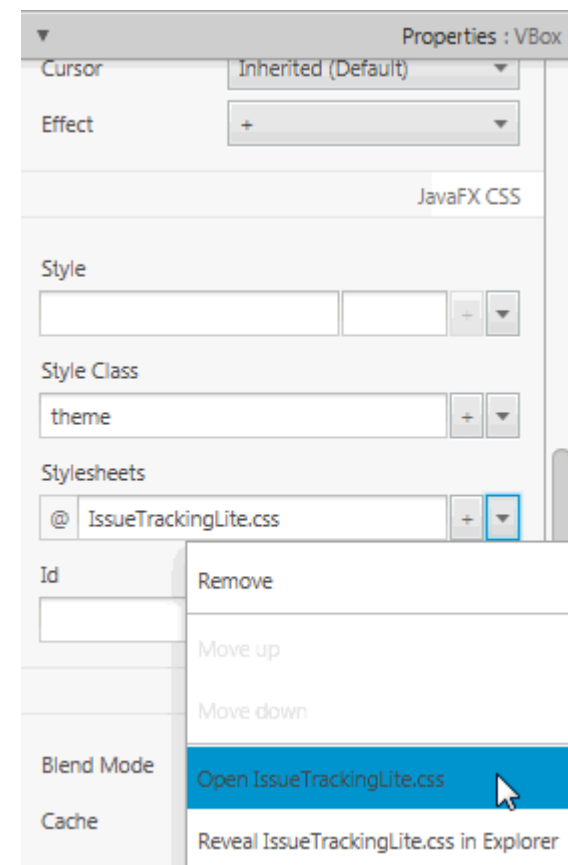 Properties : VBox
Cursor Inherited (Default)
Effect +
JavaFX CSS
Style
+
Style Class
theme +
Stylesheets
@ IssueTrackingLite.css +
Id
Remove
Move up
Move down
Blend Mode
Open IssueTrackingLite.css
Cache
Reveal IssueTrackingLite.css in Explorer